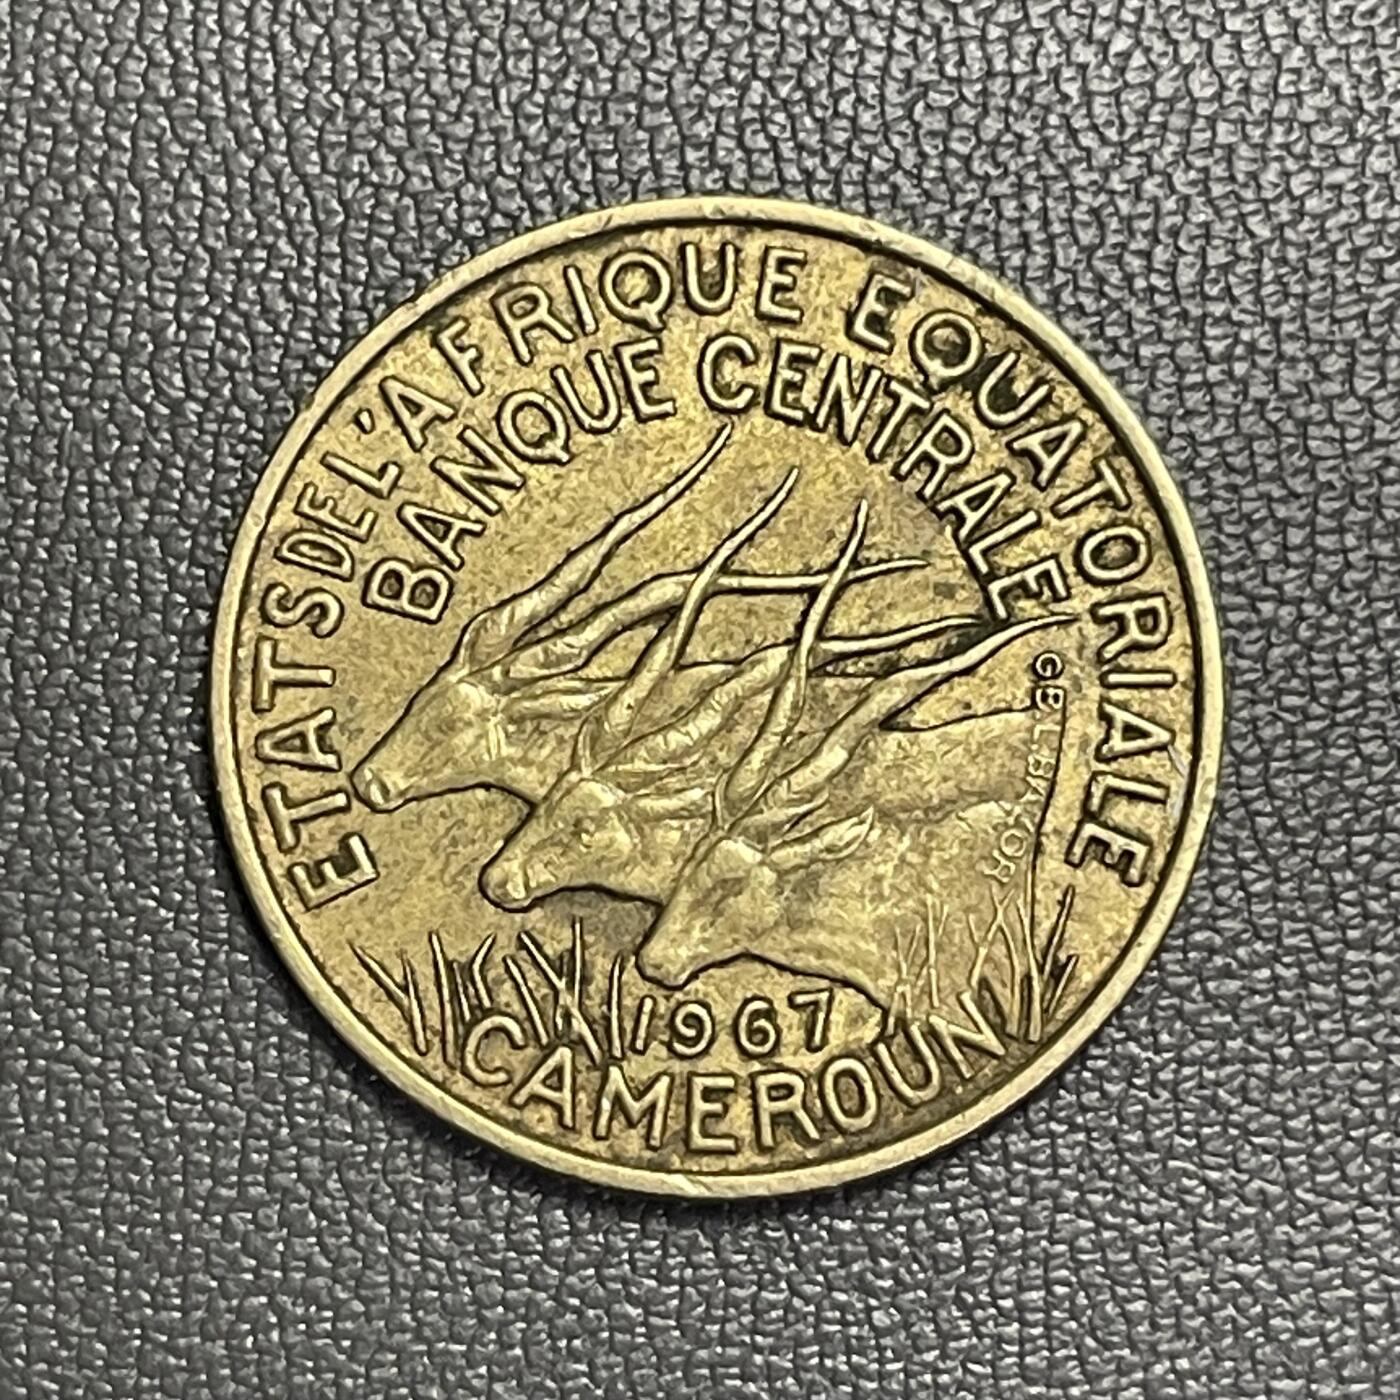 ETATS DE L'AFRIQUE EQUATORIALE
BANQUE CENTRALE
G.B.L.BAZOR
1967
CAMEROUN